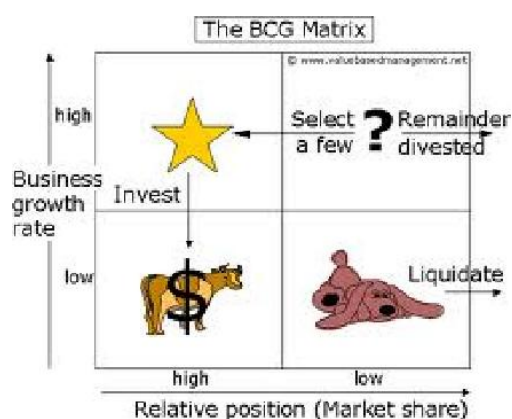 The BCG Matrix
© www.valuebasedmanagement.net
high
Select
a few
?
Remainder
divested
Business
growth
rate
Invest
low
$
Liquidate
high
low
Relative position (Market share)